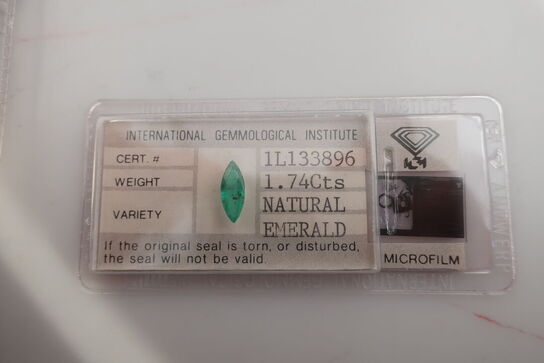 INTERNATIONAL GEMMOLOGICAL INSTITUTE
CERT. # 1L133896
WEIGHT 1.74Cts
VARIETY NATURAL
EMERALD
If the original seal is torn, or disturbed,
the seal will not be valid.
MICROFILM